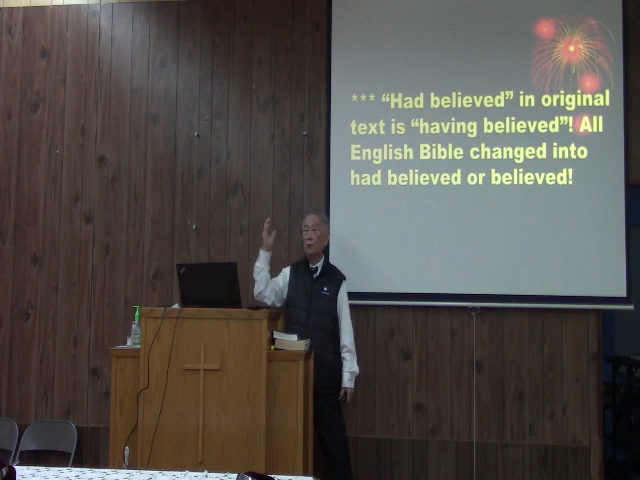 *** “Had believed” in original
text is “having believed”! All
English Bible changed into
had believed or believed!